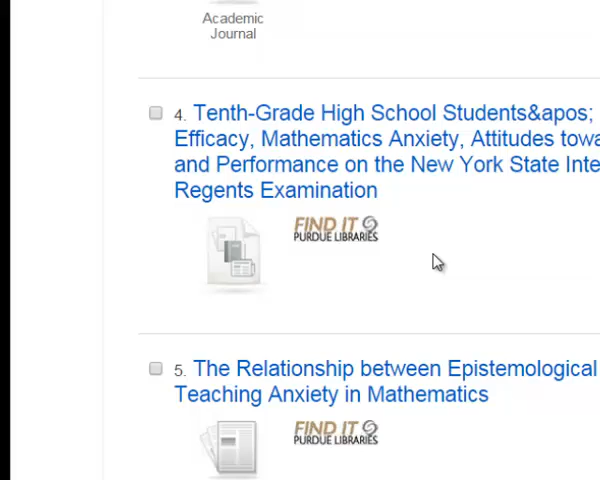 Academic
Journal
4. Tenth-Grade High School Students&apos;
Efficacy, Mathematics Anxiety, Attitudes towa
and Performance on the New York State Inte
Regents Examination
FIND IT
PURDUE LIBRARIES
5. The Relationship between Epistemological
Teaching Anxiety in Mathematics
FIND IT
PURDUE LIBRARIES